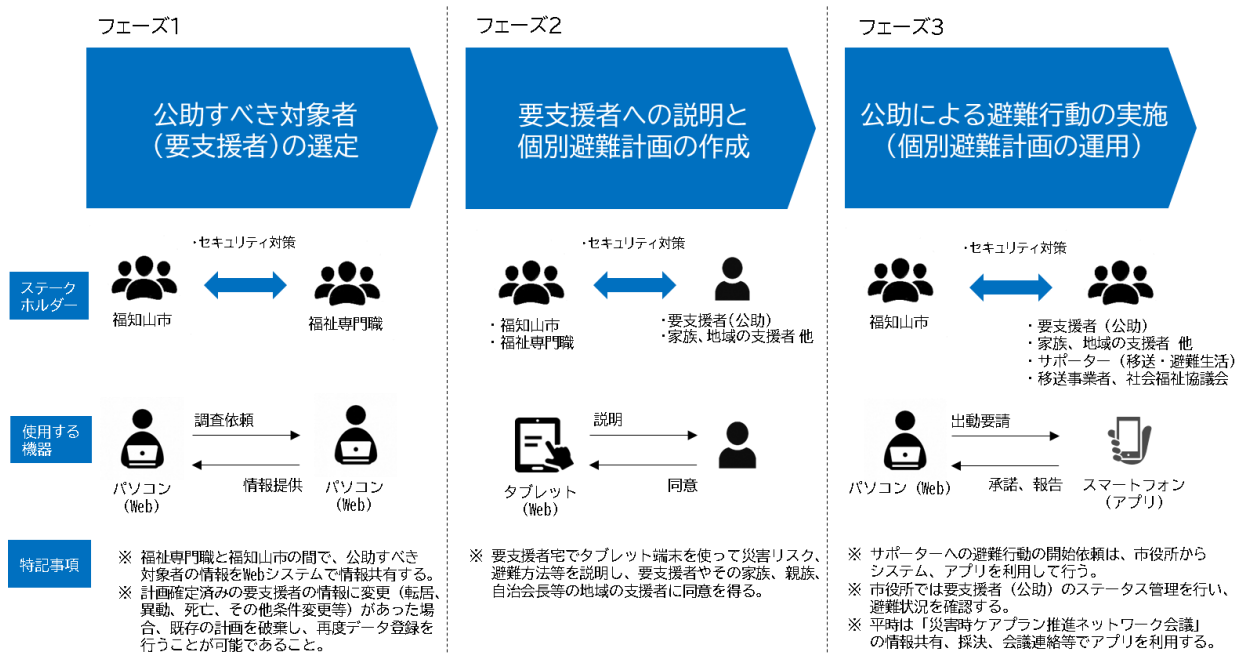 フェーズ1
公助すべき対象者
(要支援者)の選定
フェーズ2
要支援者への説明と
個別避難計画の作成
フェーズ3
公助による避難行動の実施
(個別避難計画の運用)
ステーク
ホルダー
・セキュリティ対策
福知山市
福祉専門職
・セキュリティ対策
・福知山市
・福祉専門職
・要支援者(公助)
・家族、地域の支援者 他
・セキュリティ対策
福知山市
・要支援者(公助)
・家族、地域の支援者 他
・サポーター(移送・避難生活)
・移送事業者、社会福祉協議会
使用する
機器
調査依頼
情報提供
パソコン
(Web)
パソコン
(Web)
説明
同意
タブレット
(Web)
出動要請
承諾、報告
パソコン(Web)
スマートフォン
(アプリ)
特記事項
※ 福祉専門職と福知山市の間で、公助すべき
対象者の情報をWebシステムで情報共有する。
※ 計画確定済みの要支援者の情報に変更(転居、
異動、死亡、その他条件変更等)があった場
合、既存の計画を破棄し、再度データ登録を
行うことが可能であること。
※ 要支援者宅でタブレット端末を使って災害リスク、
避難方法等を説明し、要支援者やその家族、親族、
自治会長等の地域の支援者に同意を得る。
※ サポーターへの避難行動の開始依頼は、市役所から
システム、アプリを利用して行う。
※ 市役所では要支援者(公助)のステータス管理を行い、
避難状況を確認する。
※ 平時は「災害時ケアプラン推進ネットワーク会議」
の情報共有、採決、会議連絡等でアプリを利用する。